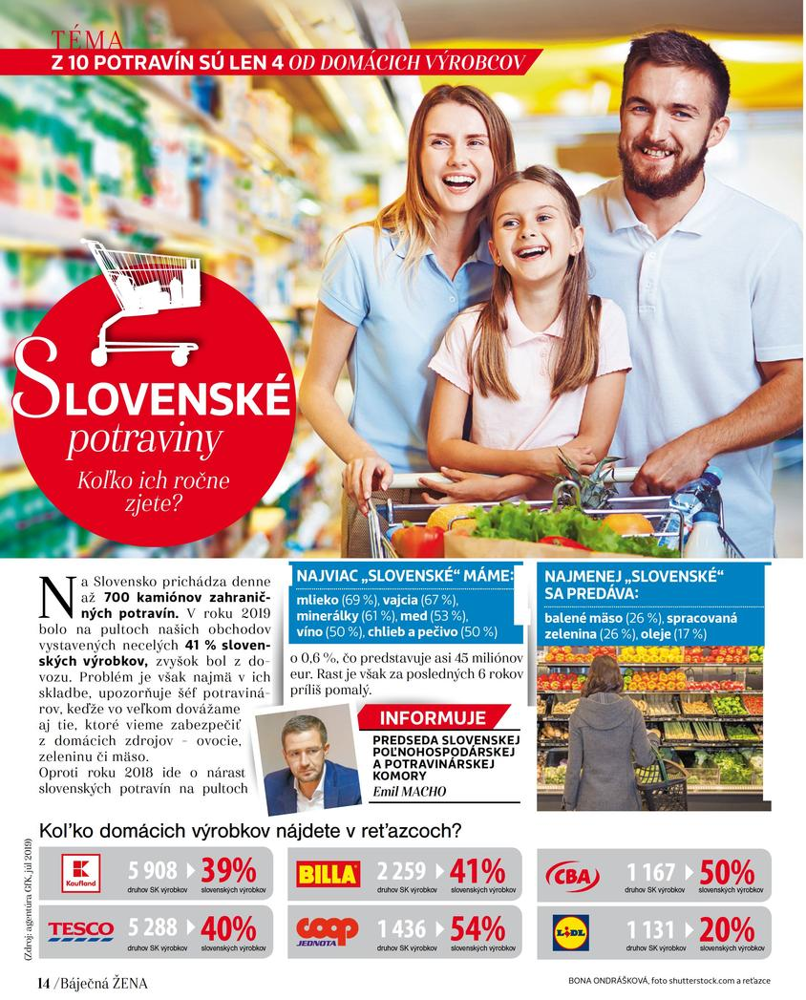 TÉMA
Z 10 POTRAVÍN SÚ LEN 4 OD DOMÁCICH VÝROBCOV
SLOVENSKÉ
potraviny
Koľko ich ročne
zjete?
Na Slovensko prichádza denne
až 700 kamiónov zahranič-
ných potravín. V roku 2019
bolo na pultoch našich obchodov
vystavených necelých 41 % sloven-
ských výrobkov, zvyšok bol z do-
vozu. Problém je však najmä v ich
skladbe, upozorňuje šéf potraviná-
rov, keďže vo veľkom dovážame
aj tie, ktoré vieme zabezpečiť
z domácich zdrojov – ovocie,
zeleninu či mäso.
Oproti roku 2018 ide o nárast
slovenských potravín na pultoch
NAJVIAC „SLOVENSKÉ“ MÁME:
mlieko (69 %), vajcia (67 %),
minerálky (61 %), med (53 %),
víno (50 %), chlieb a pečivo (50 %)
o 0,6 %, čo predstavuje asi 45 miliónov
eur. Rast je však za posledných 6 rokov
príliš pomalý.
INFORMUJE
PREDSEDA SLOVENSKEJ
POĽNOHOSPODÁRSKEJ
A POTRAVINÁRSKEJ
KOMORY
Emil MACHO
NAJMENEJ „SLOVENSKÉ“
SA PREDÁVA:
balené mäso (26 %), spracovaná
zelenina (26 %), oleje (17 %)
Koľko domácich výrobkov nájdete v reťazcoch?
(Zdroj: agentúra GfK, júl 2019)
Kaufland 5 908 39%
druhov SK výrobkov slovenských výrobkov
BILLA 2 259 41%
druhov SK výrobkov slovenských výrobkov
CBA 1 167 50%
druhov SK výrobkov slovenských výrobkov
TESCO 5 288 40%
druhov SK výrobkov slovenských výrobkov
COOP JEDNOTA 1 436 54%
druhov SK výrobkov slovenských výrobkov
LIDL 1 131 20%
druhov SK výrobkov slovenských výrobkov
14 /Báječná ŽENA
BONA ONDRÁŠKOVÁ, foto shutterstock.com a reťazce